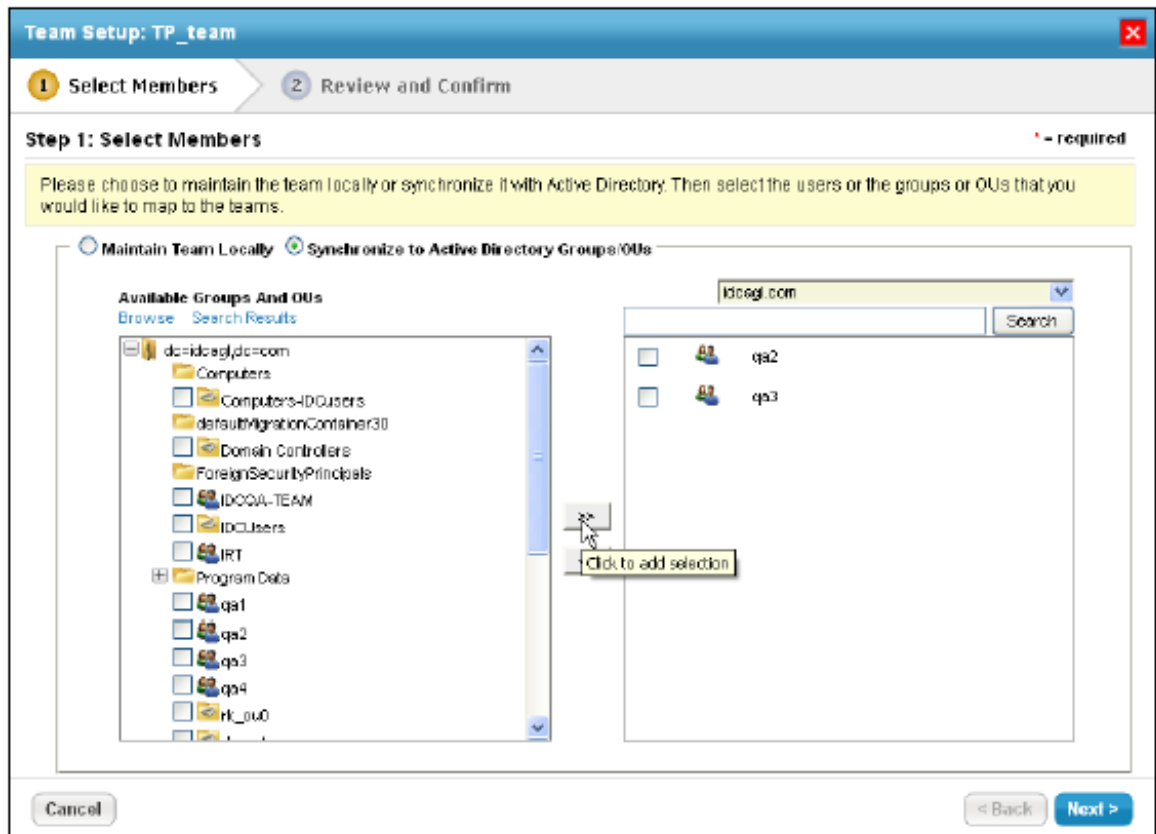 Team Setup: TP_team
1 Select Members
2 Review and Confirm
Step 1: Select Members
* = required
Please choose to maintain the team locally or synchronize it with Active Directory. Then select the users or the groups or OUs that you
would like to map to the teams.
Maintain Team Locally
Synchronize to Active Directory Groups/OUs
Available Groups And OUs
Browse Search Results
dc=idcagl,dc=com
Computers
Computers-IDCusers
defaultMigrationContainer30
Domain Controllers
ForeignSecurityPrincipals
IDCQA-TEAM
IDCUsers
IRT
Program Data
qa1
qa2
qa3
qa4
rk_ou0
>>
Click to add selection
idcagl.com
Search
qa2
qa3
Cancel
< Back
Next >